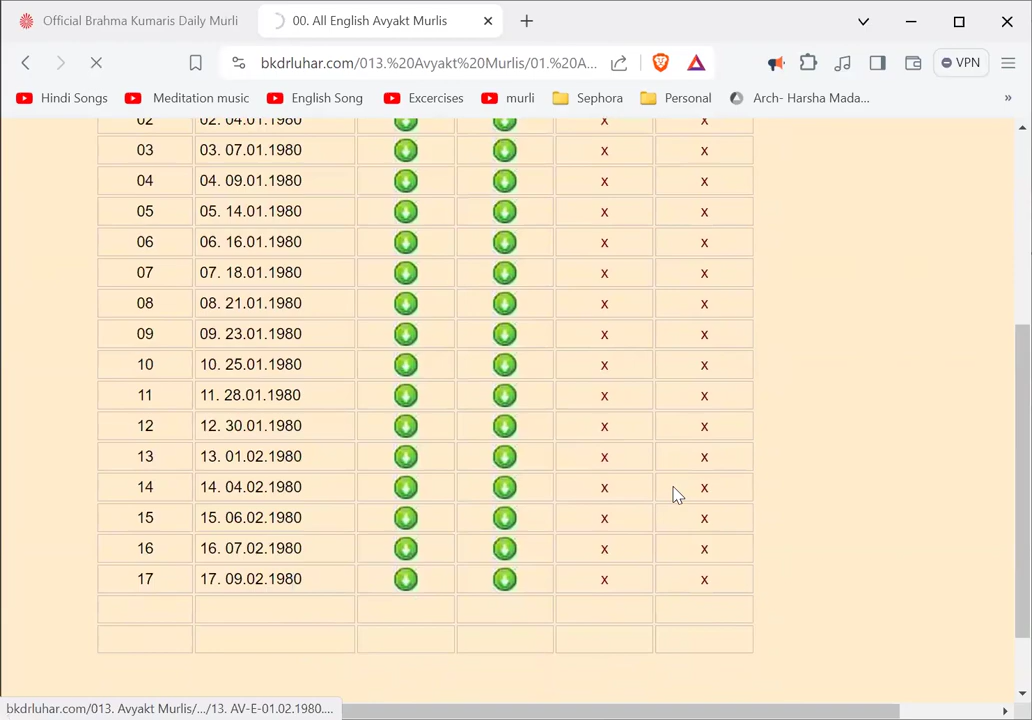 Official Brahma Kumaris Daily Murli
00. All English Avyakt Murlis
bkdrluhar.com/013.%20Avyakt%20Murlis/01.%20A...
VPN
Hindi Songs
Meditation music
English Song
Excercises
murli
Sephora
Personal
Arch- Harsha Mada...
»
02 02. 04.01.1980 x x
03 03. 07.01.1980 x x
04 04. 09.01.1980 x x
05 05. 14.01.1980 x x
06 06. 16.01.1980 x x
07 07. 18.01.1980 x x
08 08. 21.01.1980 x x
09 09. 23.01.1980 x x
10 10. 25.01.1980 x x
11 11. 28.01.1980 x x
12 12. 30.01.1980 x x
13 13. 01.02.1980 x x
14 14. 04.02.1980 x x
15 15. 06.02.1980 x x
16 16. 07.02.1980 x x
17 17. 09.02.1980 x x
bkdrluhar.com/013. Avyakt Murlis/.../13. AV-E-01.02.1980....